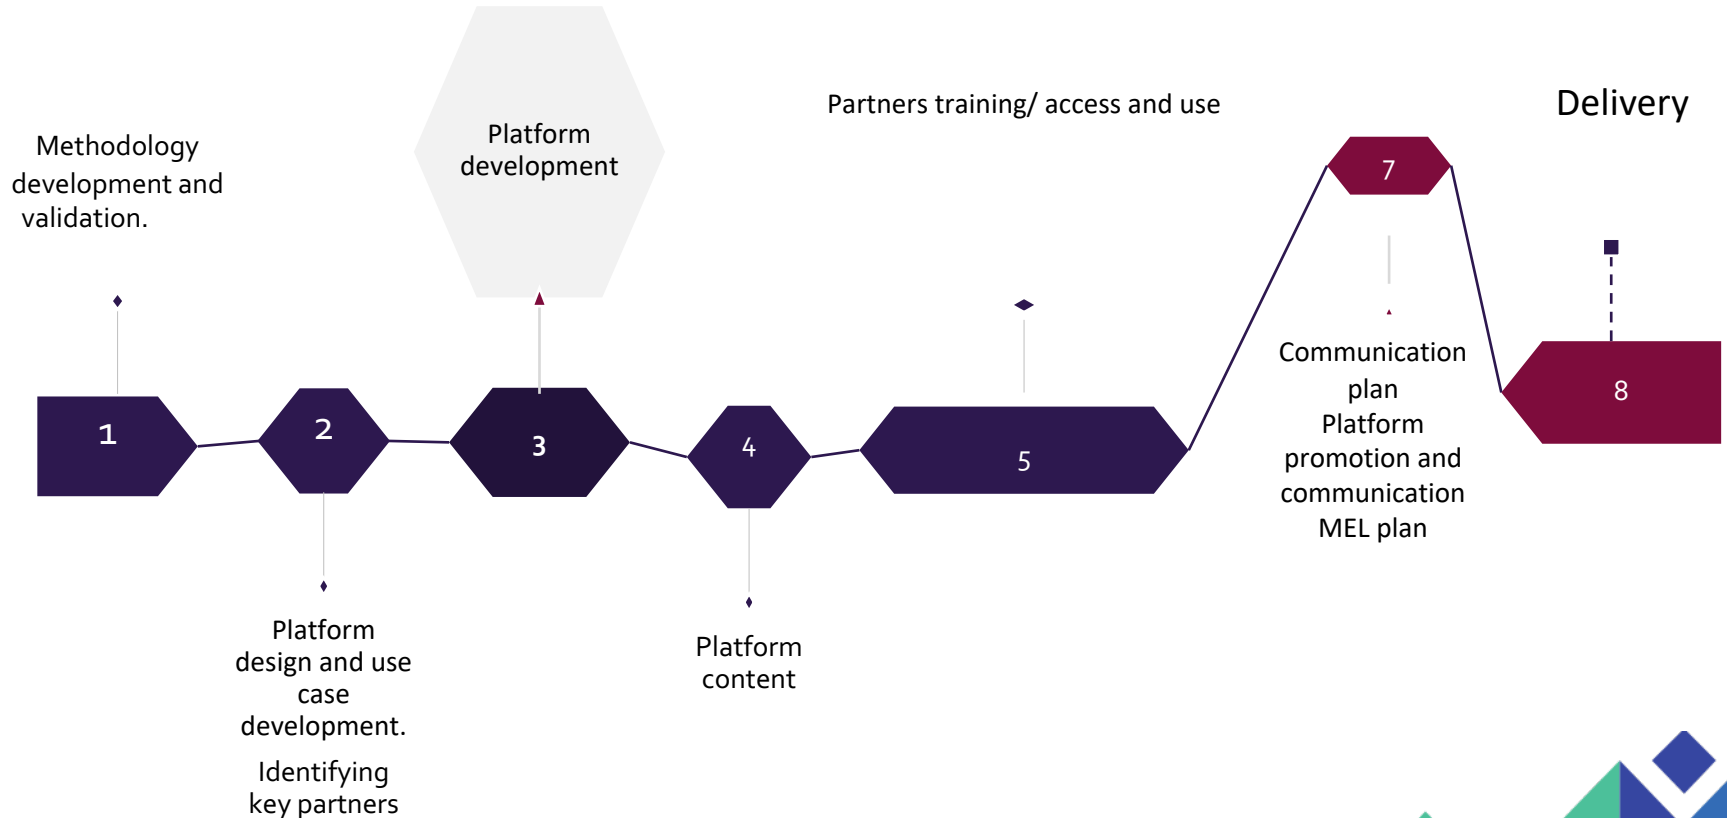 Methodology
development and
validation.
Platform
development
Partners training/ access and use
Delivery
1
2
3
4
5
7
8
Platform
design and use
case
development.
Identifying
key partners
Platform
content
Communication
plan
Platform
promotion and
communication
MEL plan